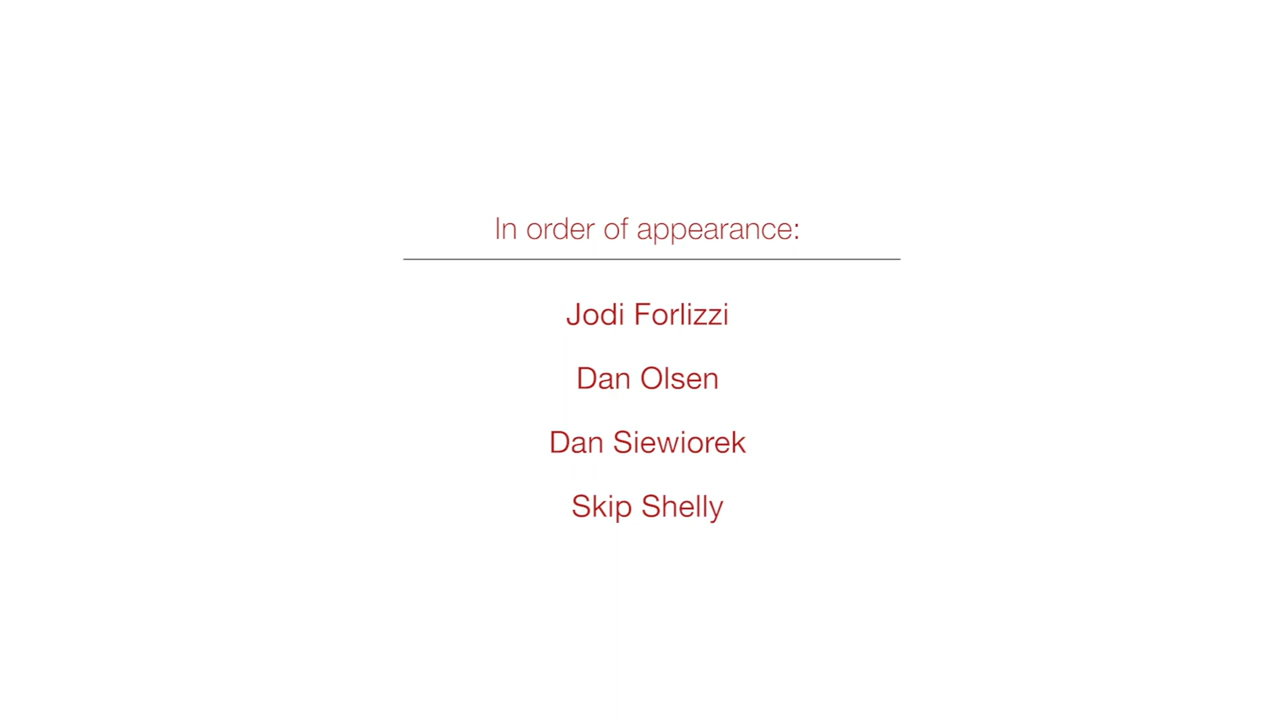 In order of appearance:
Jodi Forlizzi
Dan Olsen
Dan Siewiorek
Skip Shelly